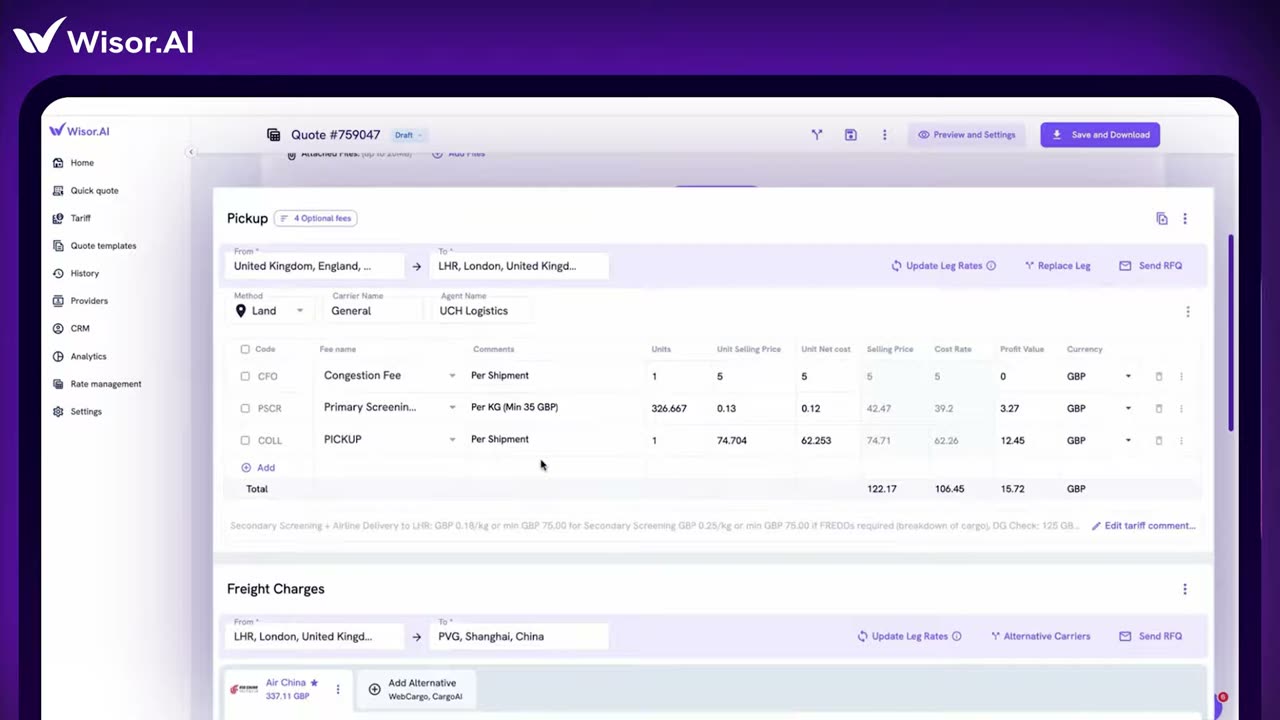 Wisor.AI
Wisor.AI
Quote #759047 Draft
Preview and Settings
Save and Download
Home
Quick quote
Tariff
Quote templates
History
Providers
CRM
Analytics
Rate management
Settings
Attached Files: (up to 20MB) Add Files
Pickup 4 Optional fees
From * To *
United Kingdom, England, ... → LHR, London, United Kingd... Update Leg Rates Replace Leg Send RFQ
Method Carrier Name Agent Name
Land General UCH Logistics
Code Fee name Comments Units Unit Selling Price Unit Net cost Selling Price Cost Rate Profit Value Currency
CFO Congestion Fee Per Shipment 1 5 5 5 5 0 GBP
PSCR Primary Screenin... Per KG (Min 35 GBP) 326.667 0.13 0.12 42.47 39.2 3.27 GBP
COLL PICKUP Per Shipment 1 74.704 62.253 74.71 62.26 12.45 GBP
Add
Total 122.17 106.45 15.72 GBP
Secondary Screening + Airline Delivery to LHR: GBP 0.18/kg or min GBP 75.00 for Secondary Screening GBP 0.25/kg or min GBP 75.00 if FREDDs required (breakdown of cargo), DG Check: 125 GB... Edit tariff comment...
Freight Charges
From * To *
LHR, London, United Kingd... → PVG, Shanghai, China Update Leg Rates Alternative Carriers Send RFQ
Air China ★ Add Alternative
337.11 GBP WebCargo, CargoAI
6